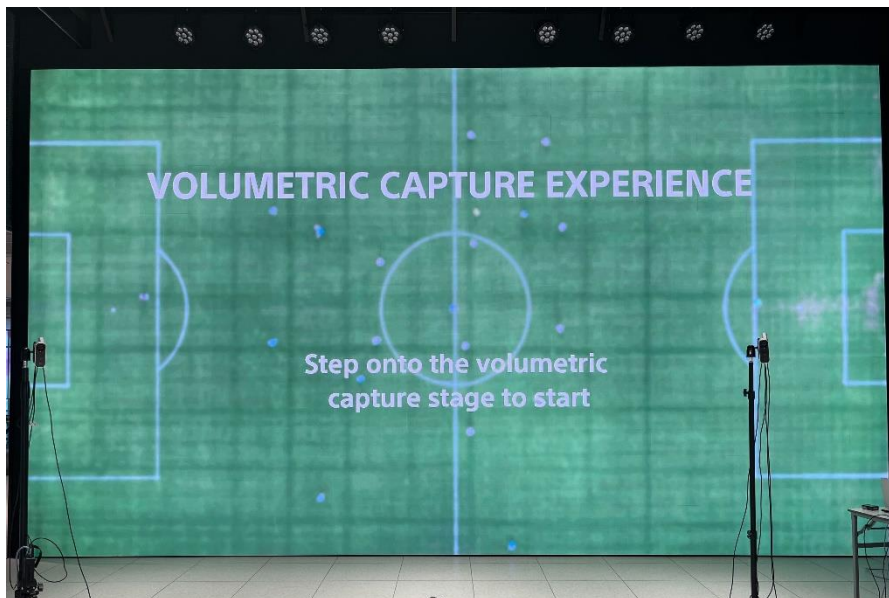 VOLUMETRIC CAPTURE EXPERIENCE
Step onto the volumetric
capture stage to start